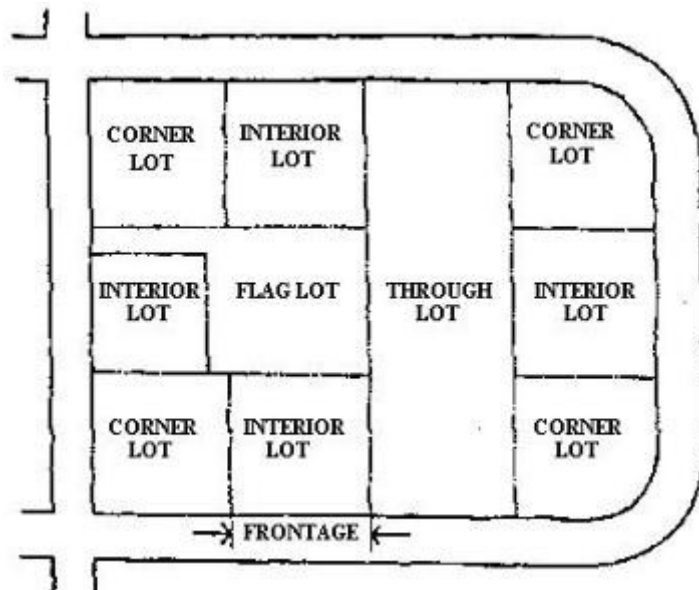 CORNER
LOT
INTERIOR
LOT
CORNER
LOT
INTERIOR
LOT
FLAG LOT
THROUGH
LOT
INTERIOR
LOT
CORNER
LOT
INTERIOR
LOT
CORNER
LOT
FRONTAGE